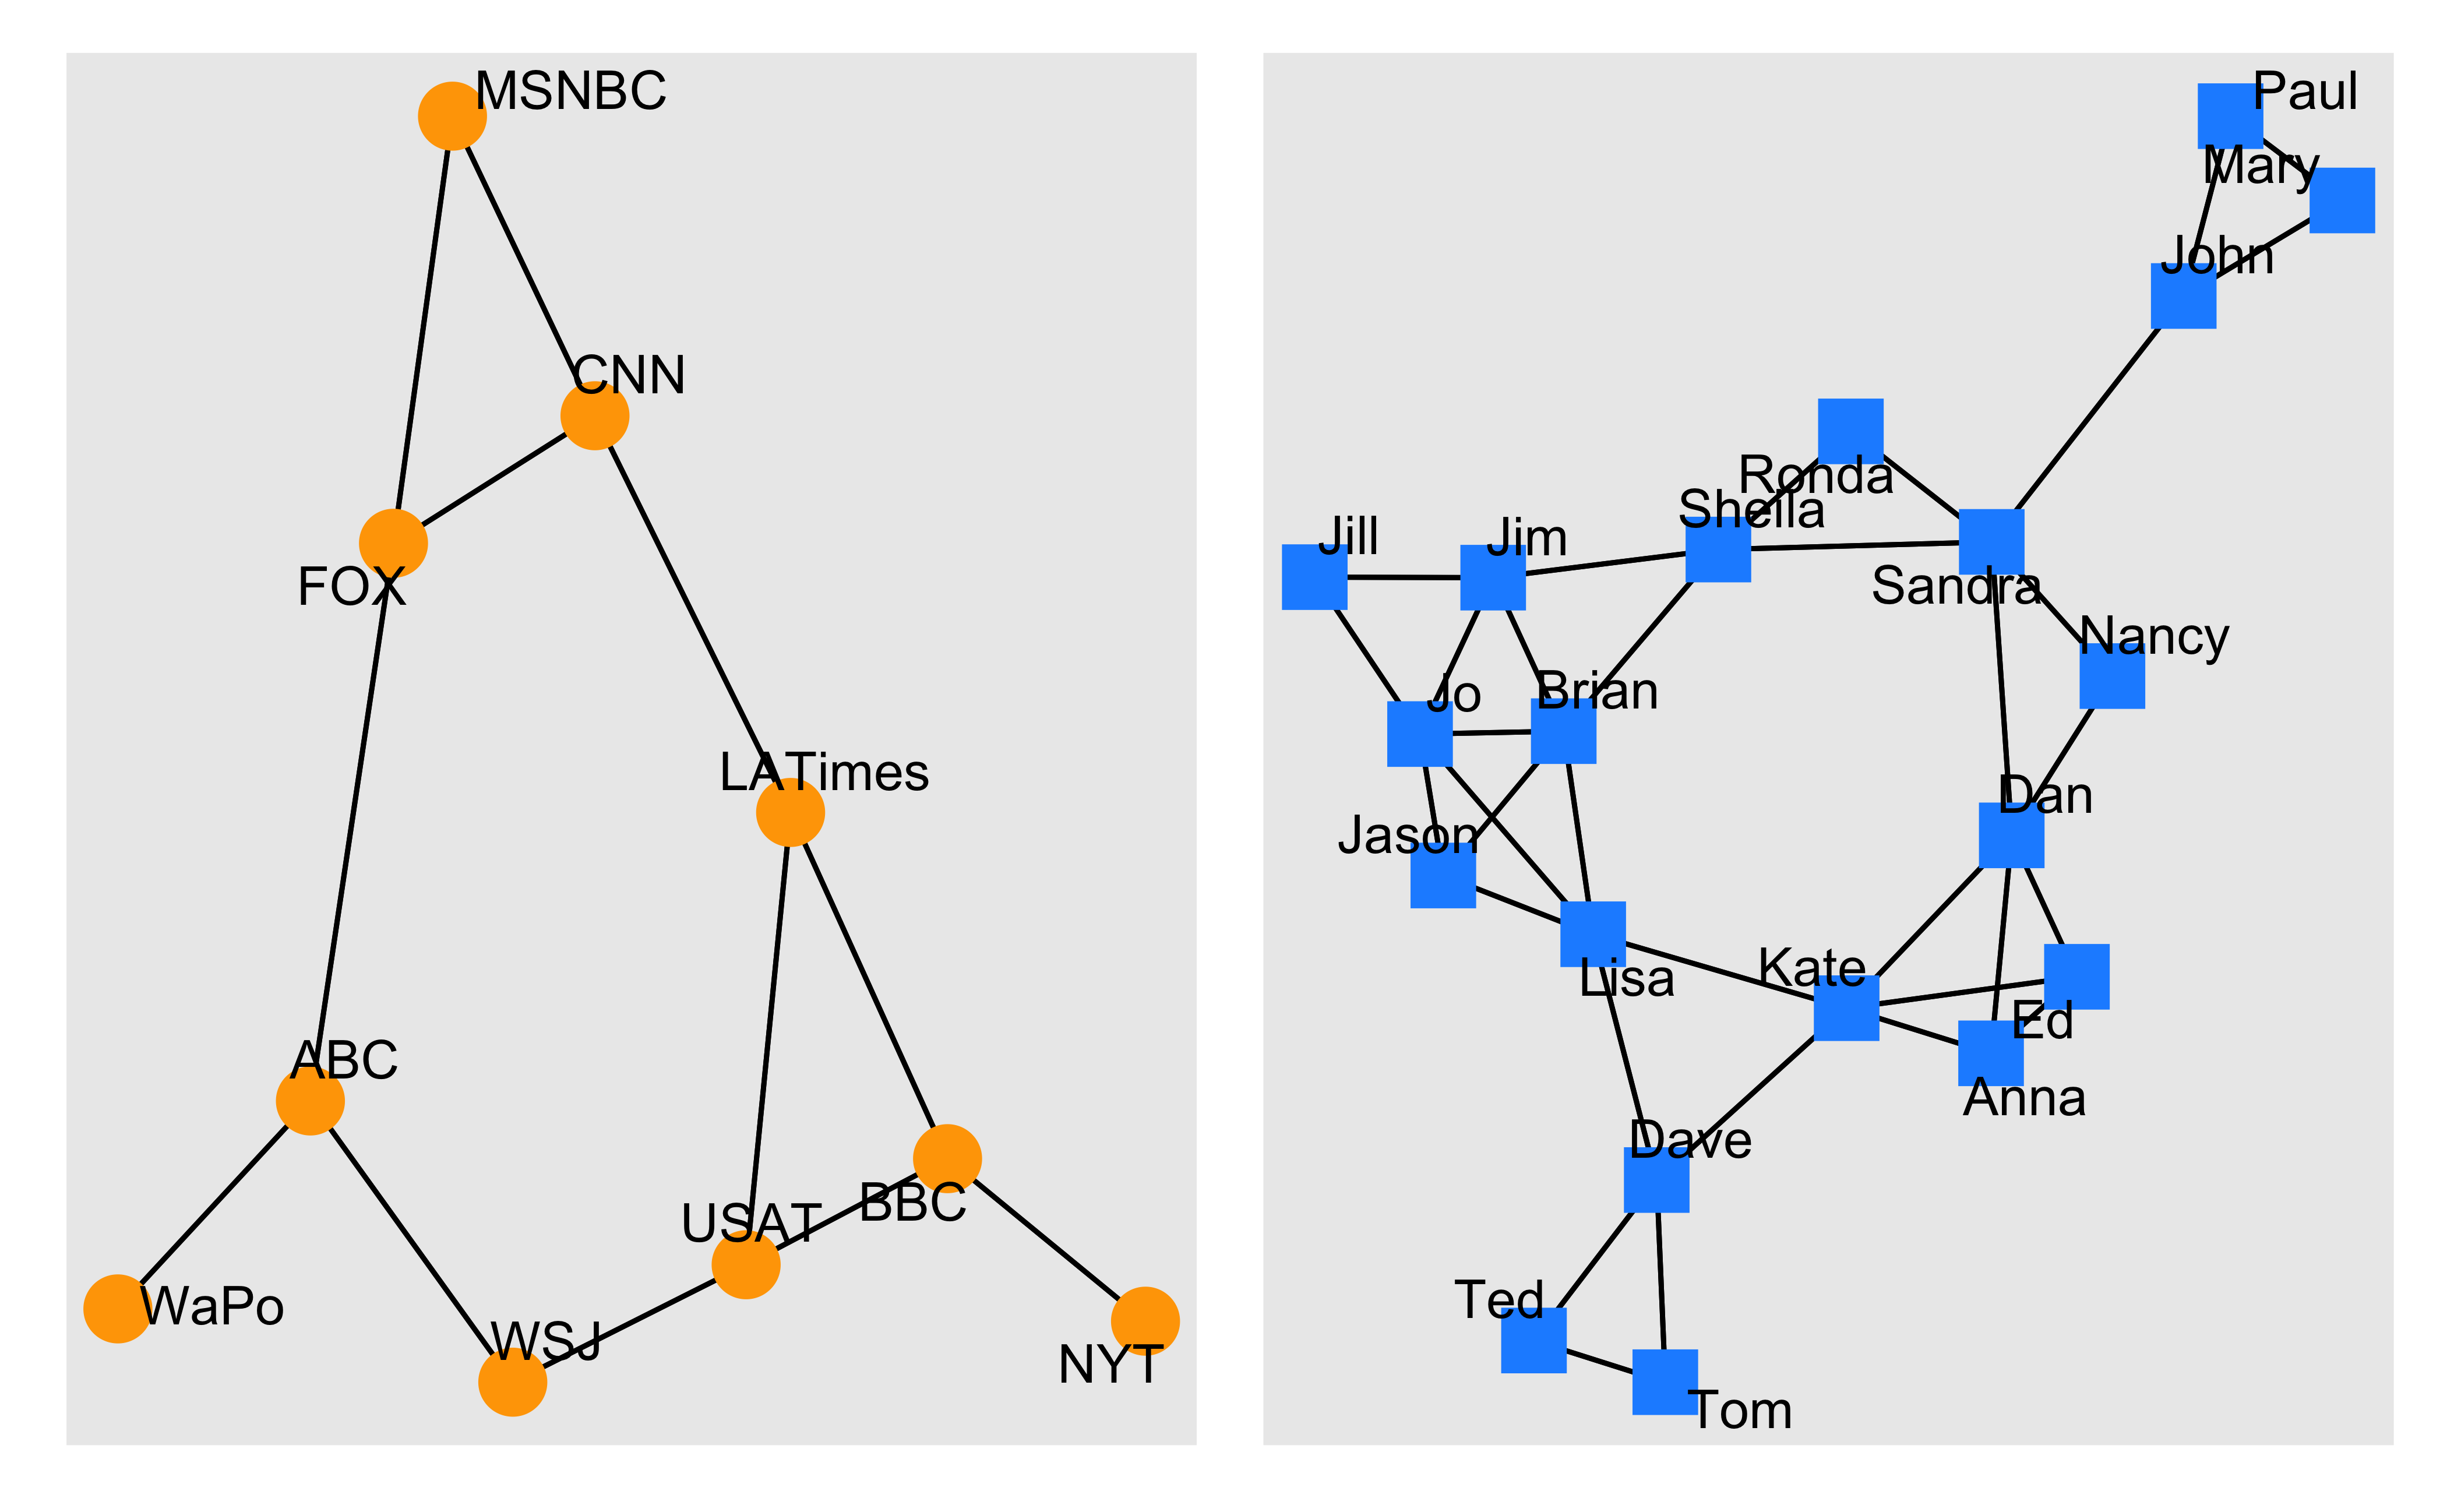 MSNBC
CNN
FOX
LATimes
ABC
BBC
USAT
WaPo
WSJ
NYT
Paul
Mary
John
Ronda
Sheila
Jill
Jim
Sandra
Nancy
Jo
Brian
Dan
Jason
Kate
Lisa
Ed
Anna
Dave
Ted
Tom